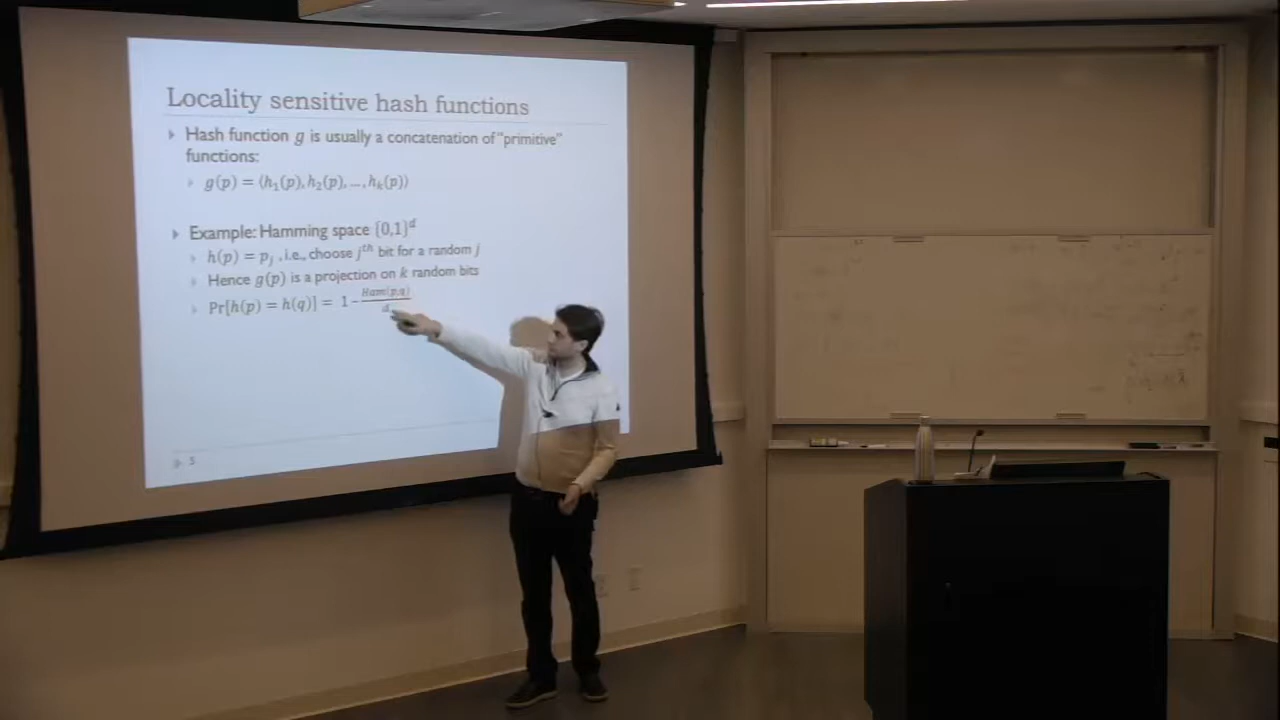 Locality sensitive hash functions
Hash function g is usually a concatenation of "primitive"
functions:
g(p) = ⟨h₁(p), h₂(p), ..., hₖ(p)⟩
Example: Hamming space {0,1}ᵈ
h(p) = pⱼ, i.e., choose jᵗʰ bit for a random j
Hence g(p) is a projection on k random bits
Pr[h(p) = h(q)] = 1 - Ham(p,q)/d
5